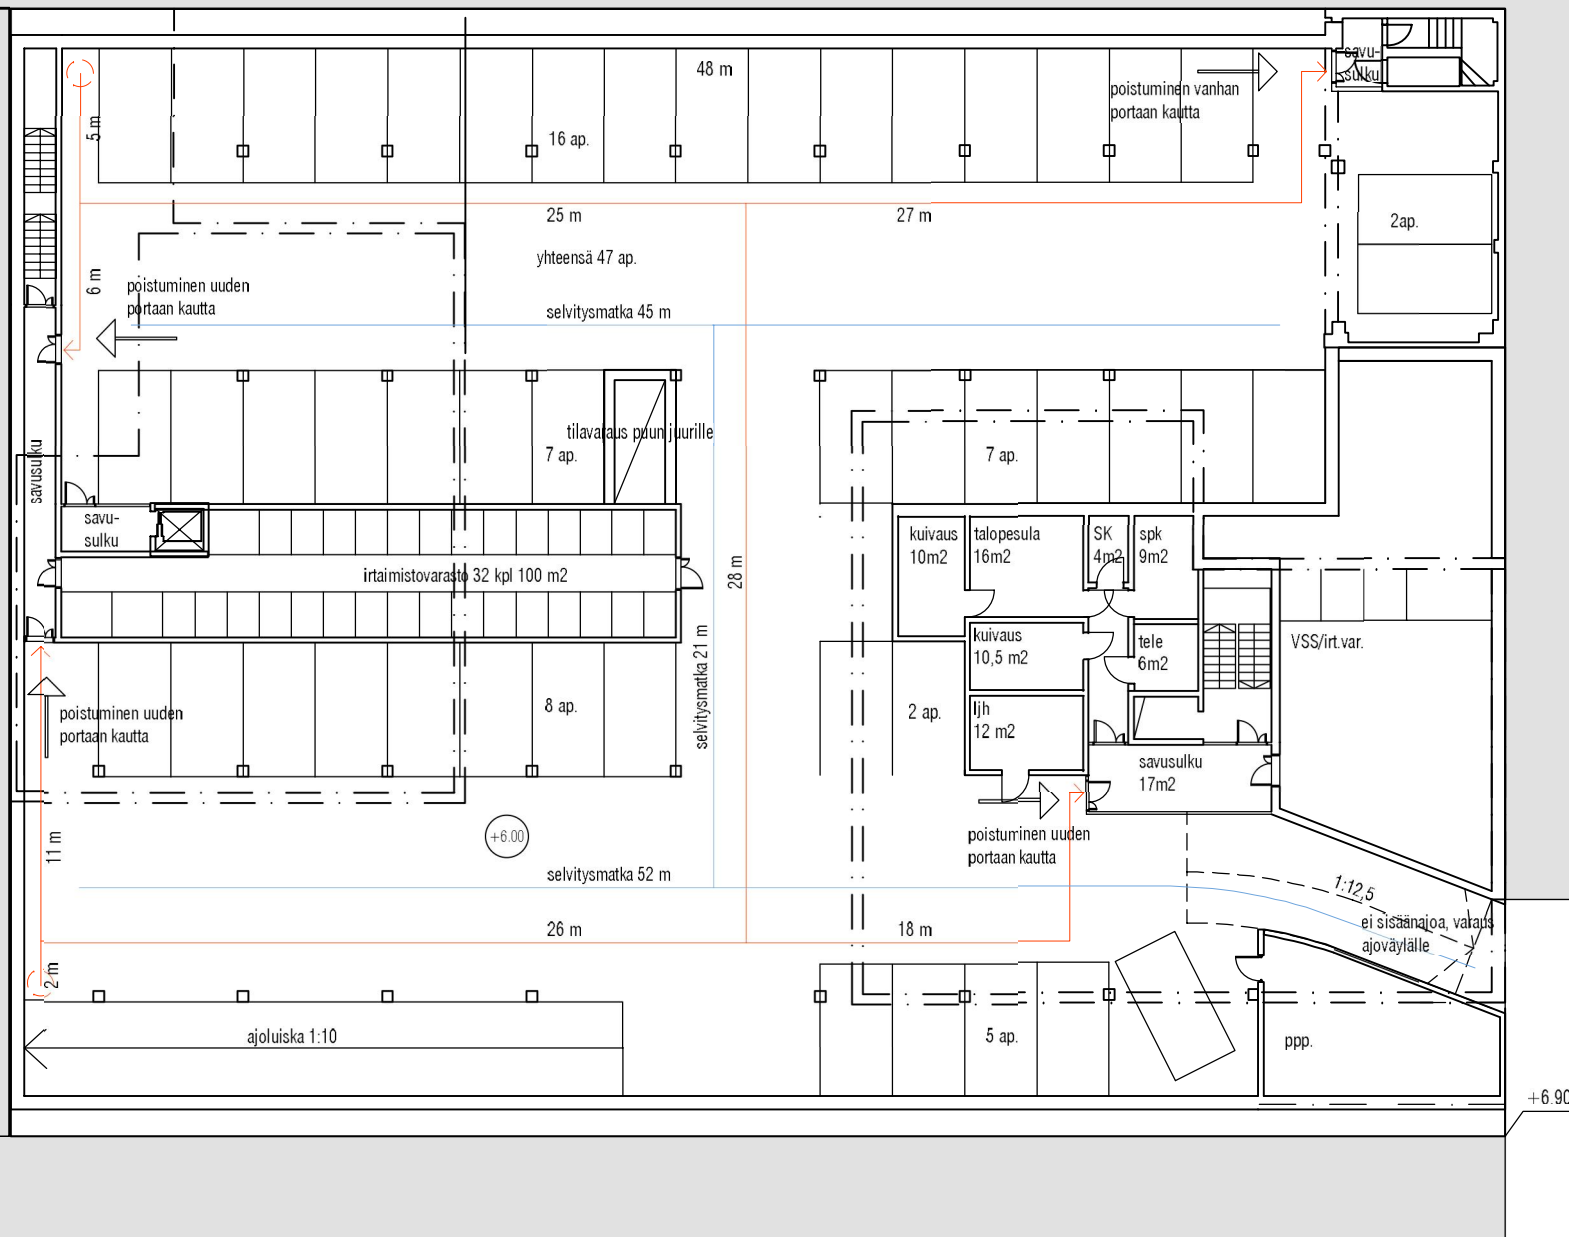 savu-
sulku
48 m
poistuminen vanhan
portaan kautta
5 m
16 ap.
25 m
27 m
2ap.
yhteensä 47 ap.
6 m
poistuminen uuden
portaan kautta
selvitysmatka 45 m
tilavaraus puun juurille
7 ap.
7 ap.
savusulku
savu-
sulku
kuivaus
10m2
talopesula
16m2
SK
4m2
spk
9m2
irtaimistovarasto 32 kpl 100 m2
28 m
kuivaus
10,5 m2
tele
6m2
VSS/irt.var.
selvitysmatka 21 m
poistuminen uuden
portaan kautta
8 ap.
2 ap.
ljh
12 m2
savusulku
17m2
+6.00
11 m
poistuminen uuden
portaan kautta
selvitysmatka 52 m
1:12,5
ei sisäänajoa, varaus
ajoväylälle
26 m
18 m
2 m
ajoluiska 1:10
5 ap.
ppp.
+6.90